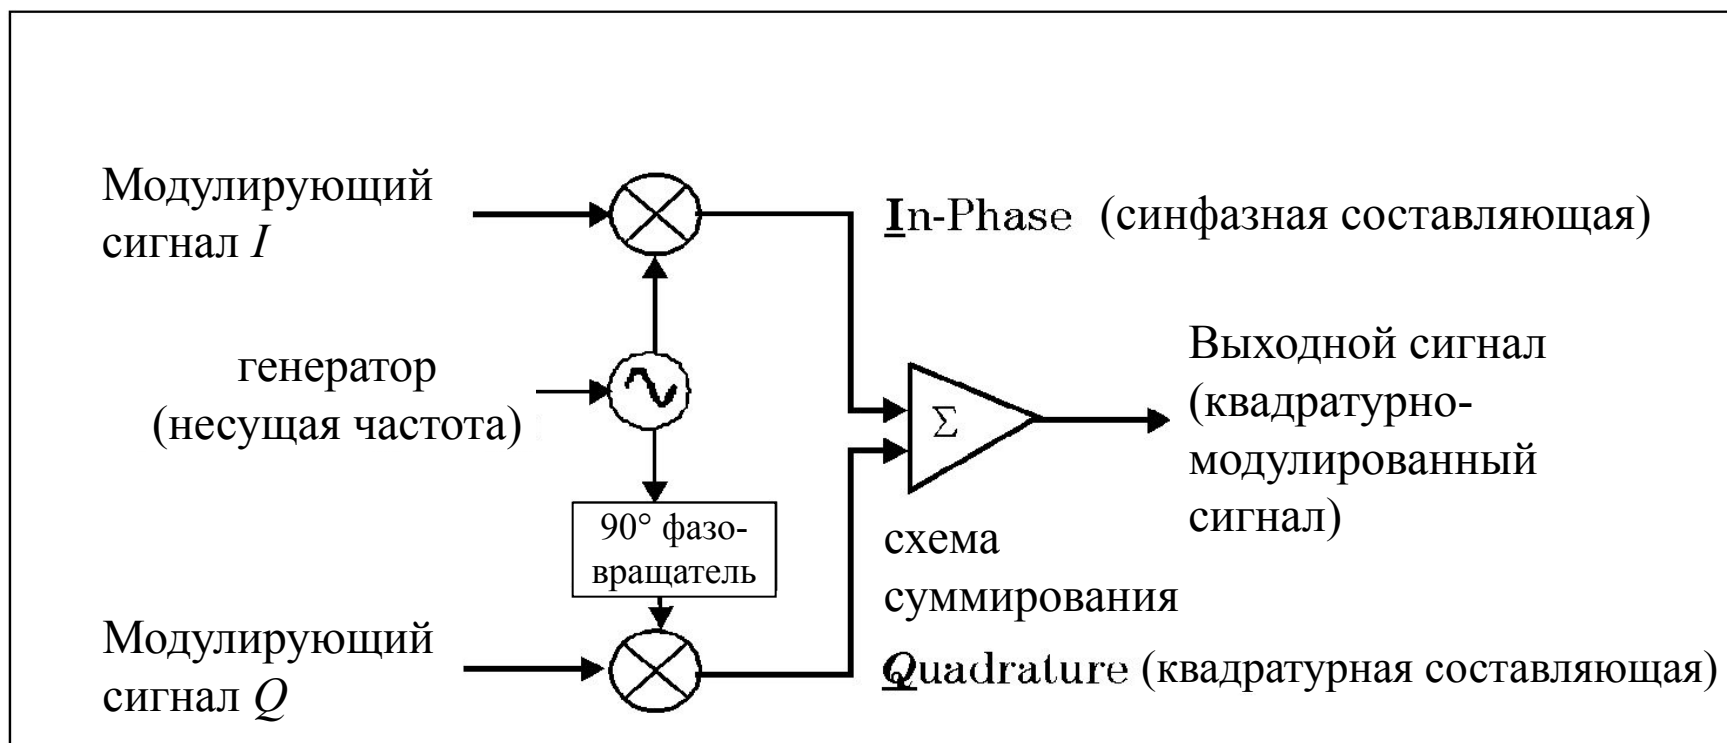 Модулирующий
сигнал I
In-Phase (синфазная составляющая)
генератор
(несущая частота)
Σ
Выходной сигнал
(квадратурно-
модулированный
сигнал)
90° фазо-
вращатель
схема
суммирования
Модулирующий
сигнал Q
Quadrature (квадратурная составляющая)